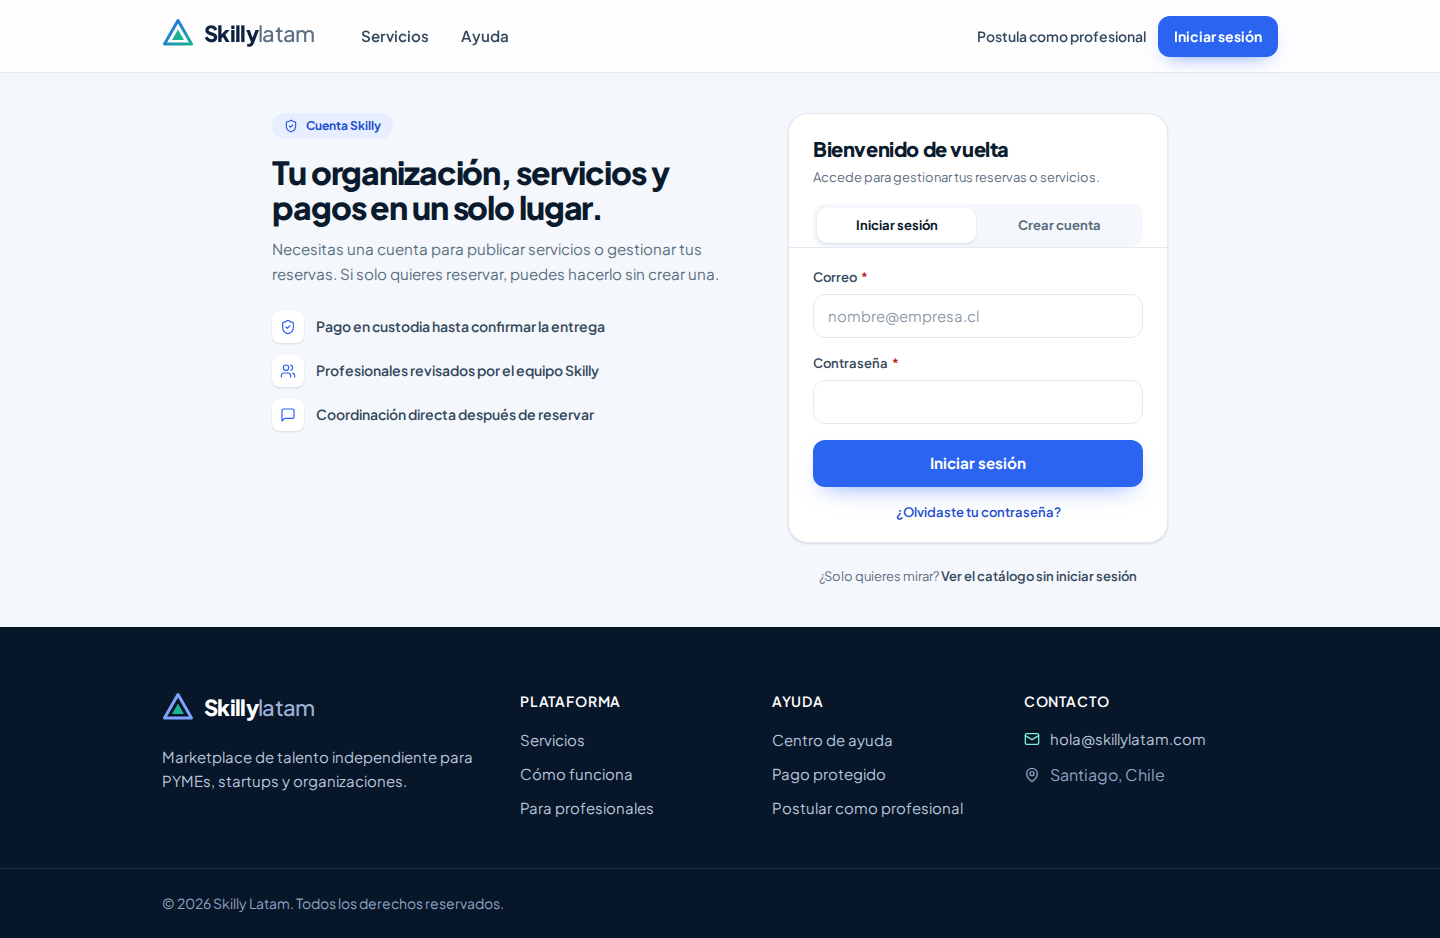 Skillylatam
Servicios
Ayuda
Postula como profesional
Iniciar sesión
Cuenta Skilly
Tu organización, servicios y
pagos en un solo lugar.
Necesitas una cuenta para publicar servicios o gestionar tus
reservas. Si solo quieres reservar, puedes hacerlo sin crear una.
Pago en custodia hasta confirmar la entrega
Profesionales revisados por el equipo Skilly
Coordinación directa después de reservar
Bienvenido de vuelta
Accede para gestionar tus reservas o servicios.
Iniciar sesión
Crear cuenta
Correo *
nombre@empresa.cl
Contraseña *
Iniciar sesión
¿Olvidaste tu contraseña?
¿Solo quieres mirar? Ver el catálogo sin iniciar sesión
Skillylatam
Marketplace de talento independiente para
PYMEs, startups y organizaciones.
PLATAFORMA
Servicios
Cómo funciona
Para profesionales
AYUDA
Centro de ayuda
Pago protegido
Postular como profesional
CONTACTO
hola@skillylatam.com
Santiago, Chile
© 2026 Skilly Latam. Todos los derechos reservados.